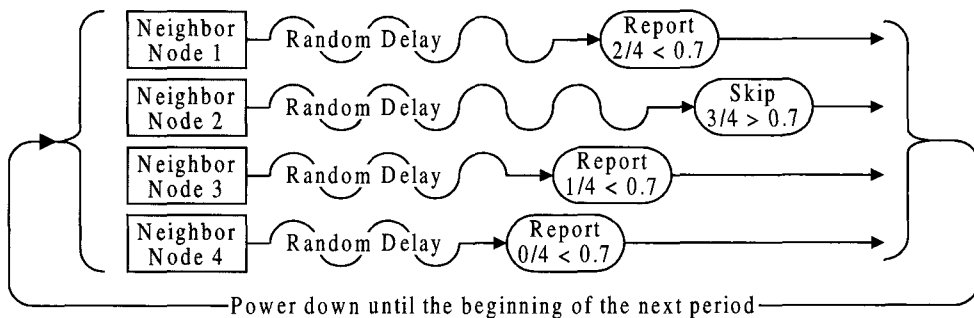 Neighbor
Node 1
Random Delay
Report
2/4 < 0.7
Neighbor
Node 2
Random Delay
Skip
3/4 > 0.7
Neighbor
Node 3
Random Delay
Report
1/4 < 0.7
Neighbor
Node 4
Random Delay
Report
0/4 < 0.7
Power down until the beginning of the next period